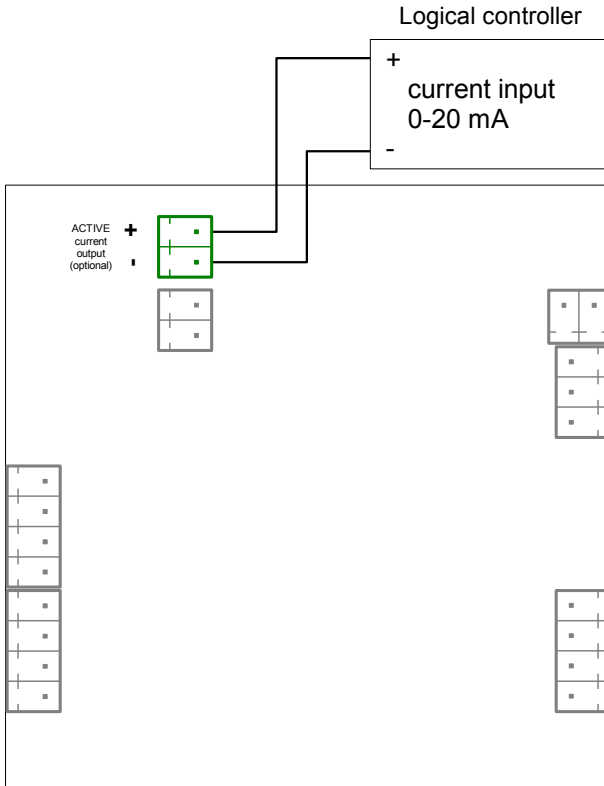 Logical controller
+
current input
0-20 mA
-
ACTIVE
current
output
(optional)
+
-